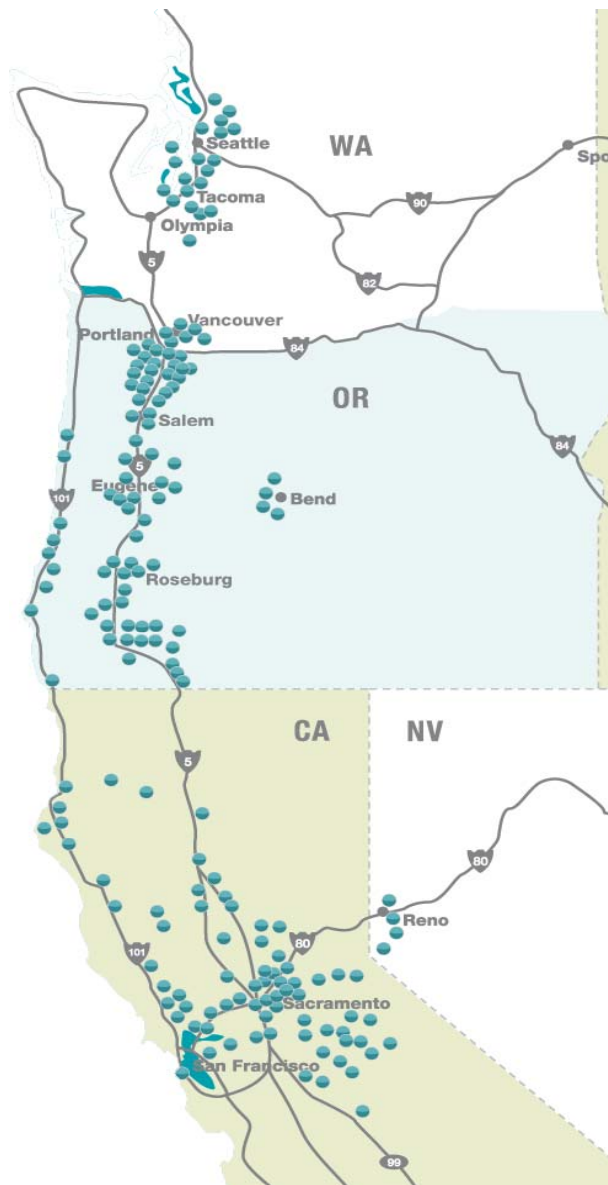 Seattle
WA
Spo
Tacoma
90
Olympia
5
82
Vancouver
Portland
84
OR
Salem
84
5
Eugene
101
Bend
Roseburg
CA
NV
5
80
Reno
80
101
Sacramento
San Francisco
99